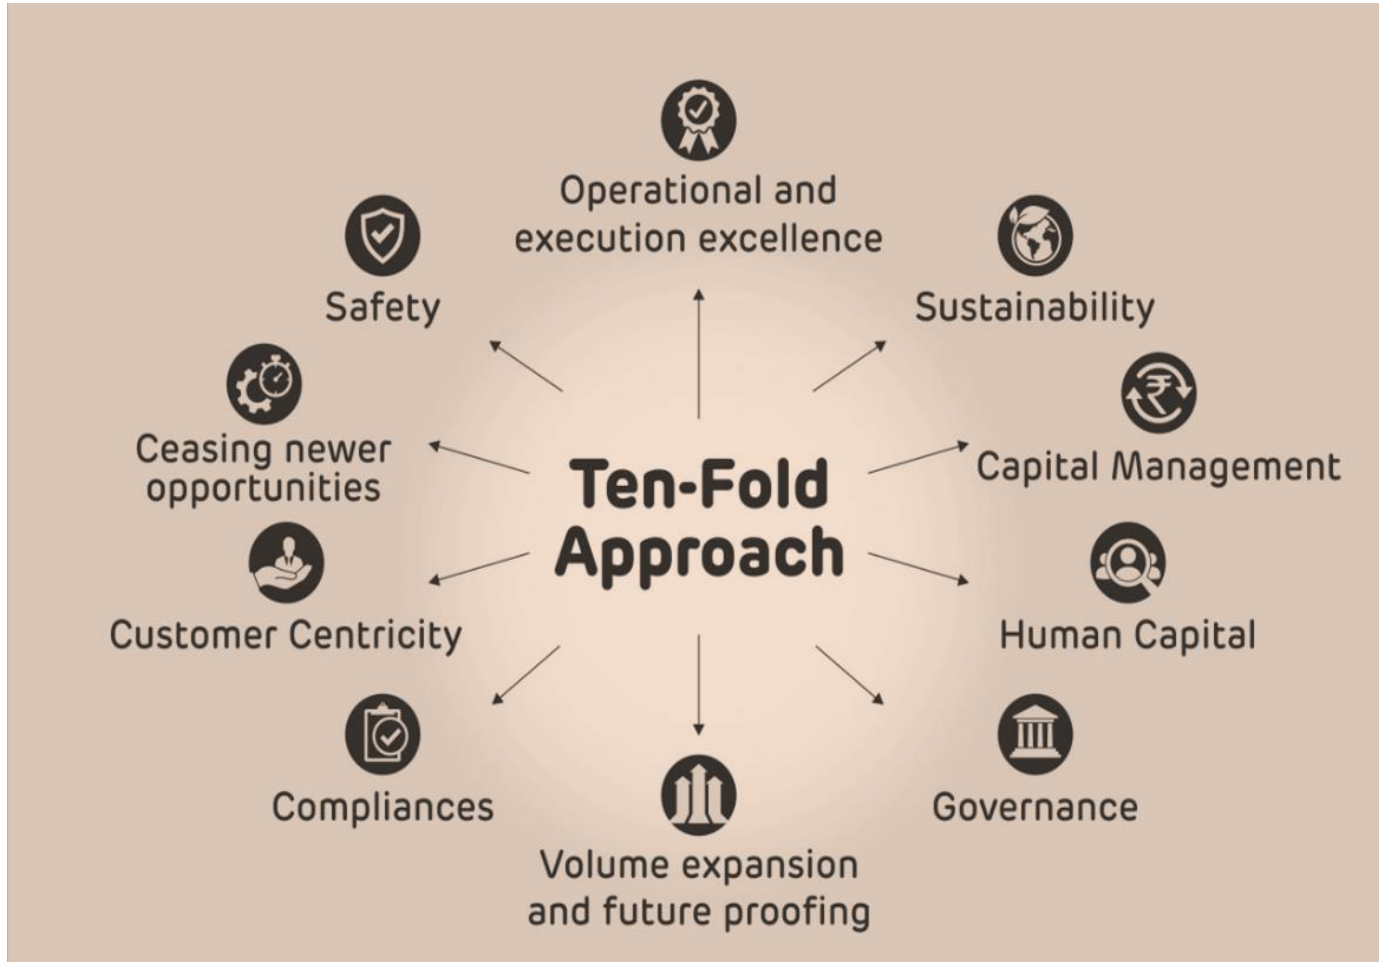 Operational and
execution excellence
Safety
Sustainability
Ceasing newer
opportunities
Capital Management
Ten-Fold
Approach
Customer Centricity
Human Capital
Compliances
Governance
Volume expansion
and future proofing